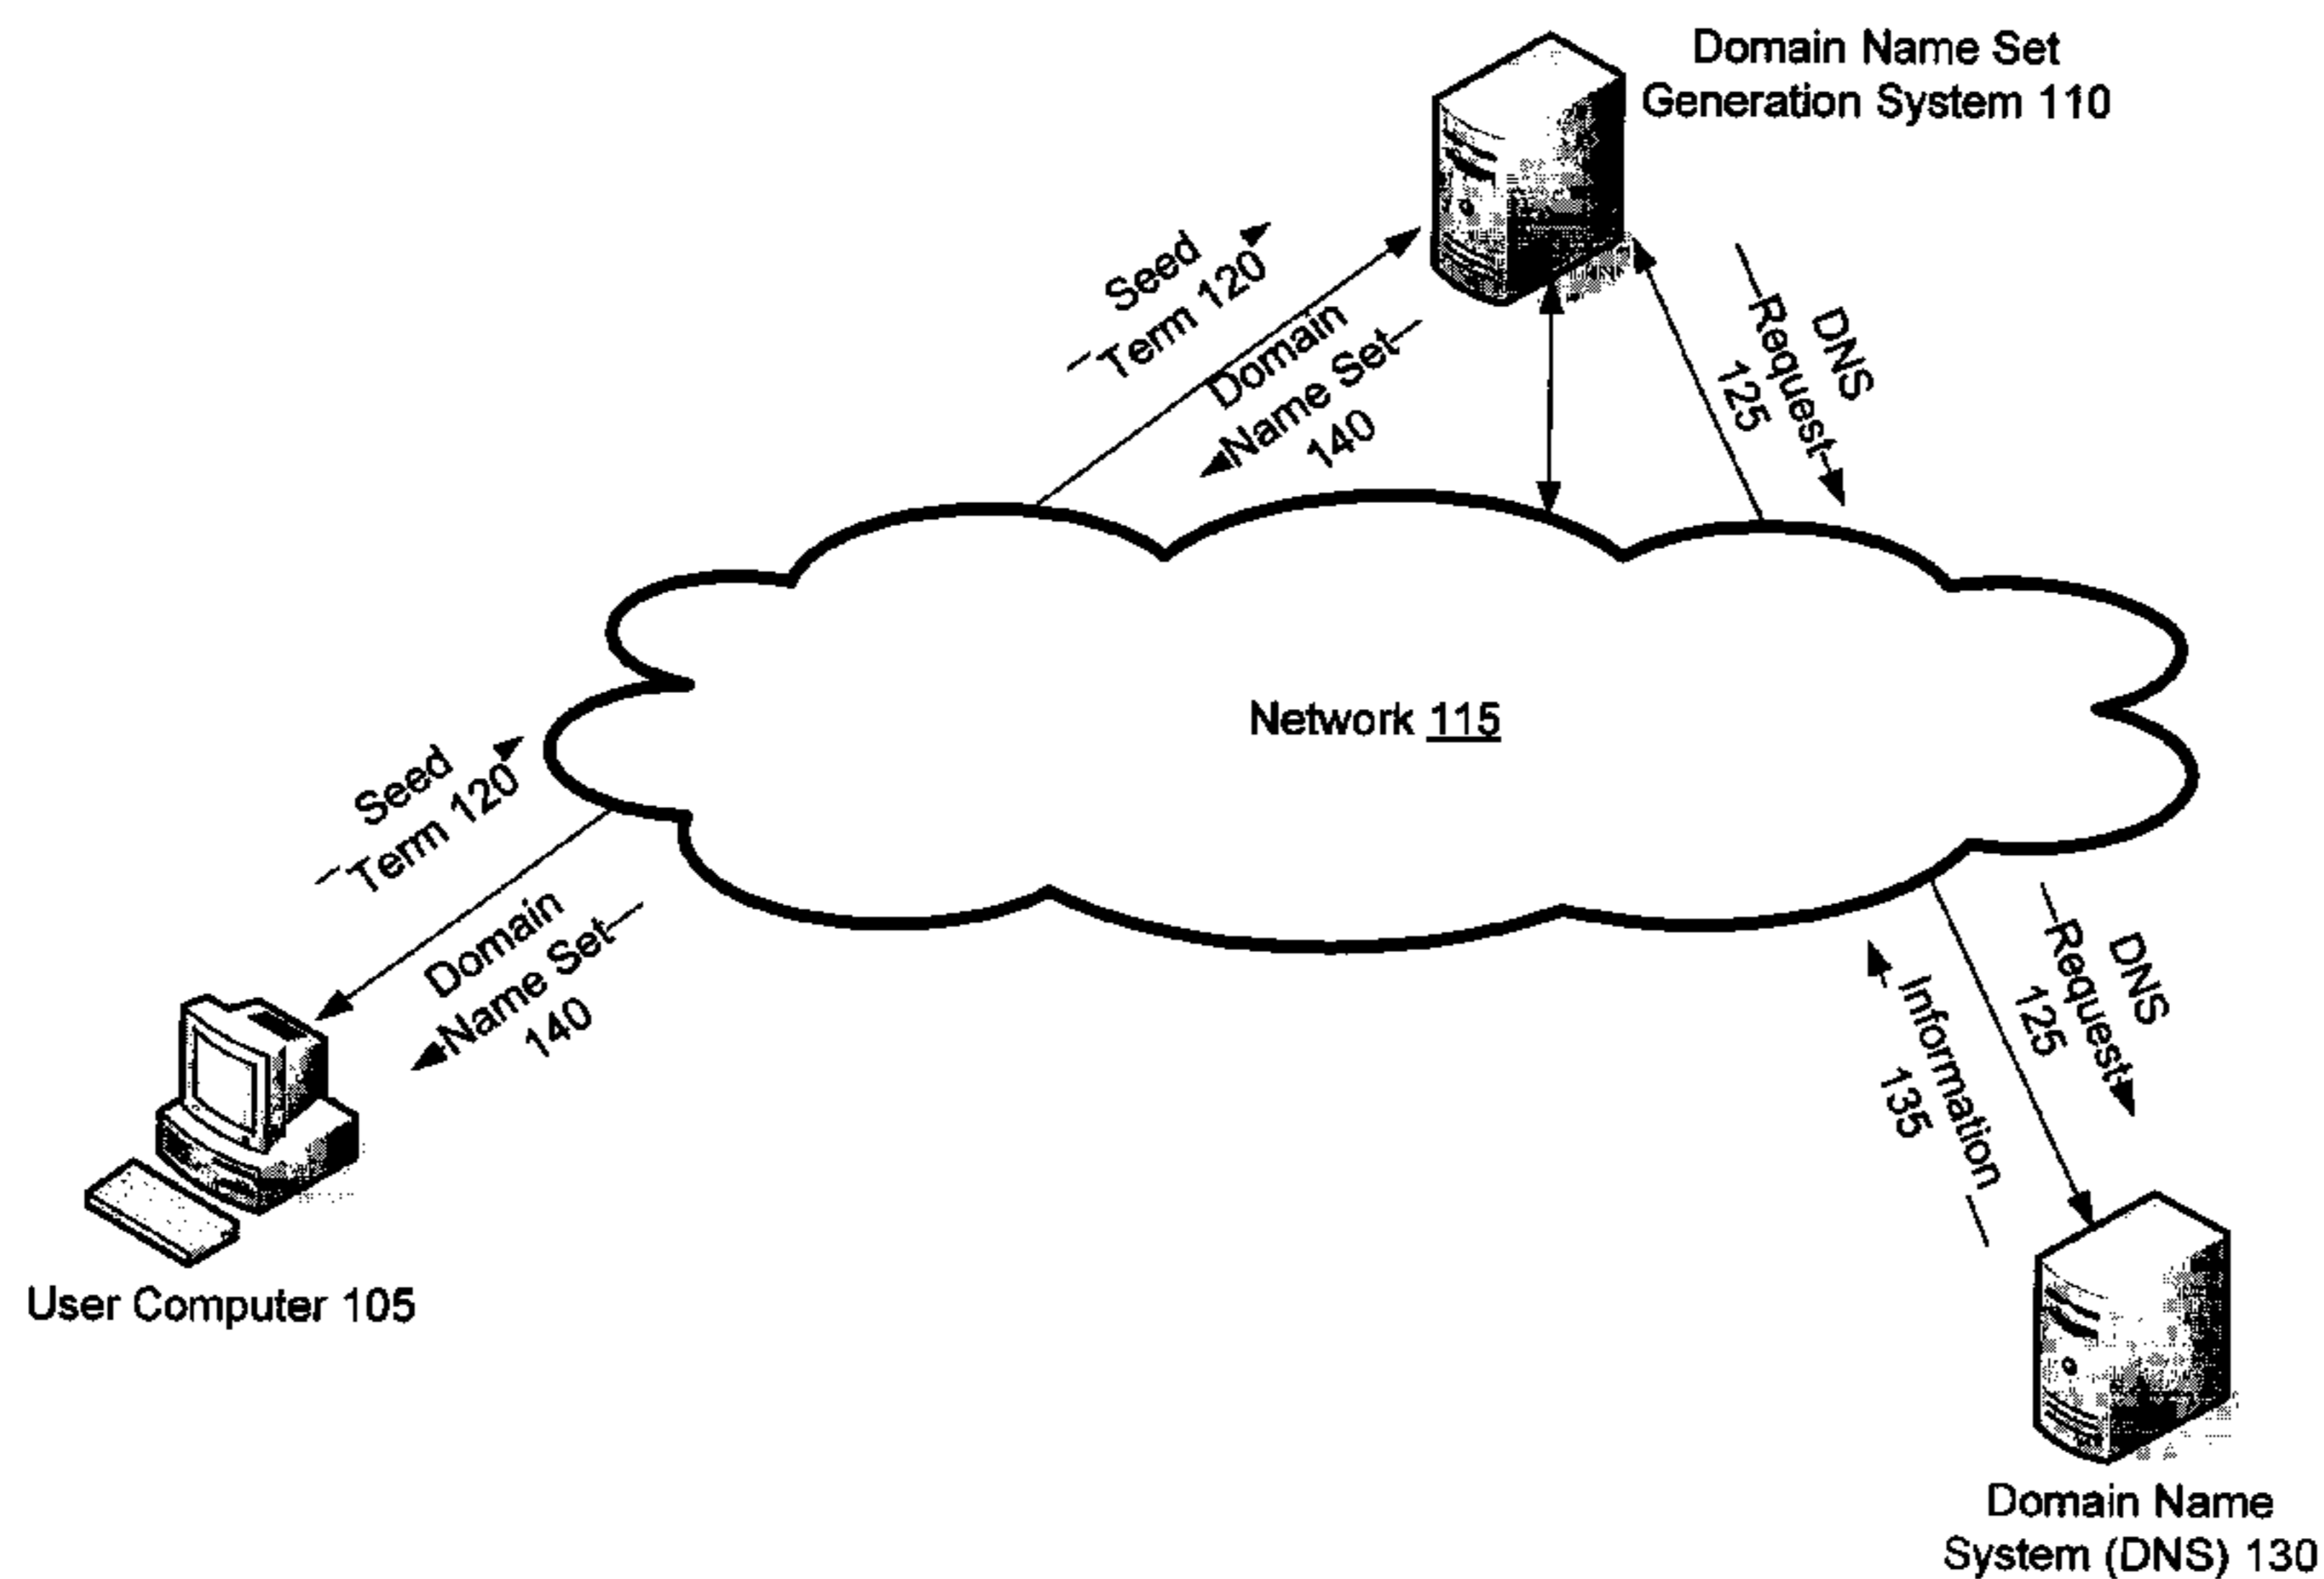 Domain Name Set
Generation System 110
Seed
Term 120
Domain
Name Set
140
DNS
Request
125
Network 115
Seed
Term 120
Domain
Name Set
140
DNS
Request
125
Information
135
User Computer 105
Domain Name
System (DNS) 130